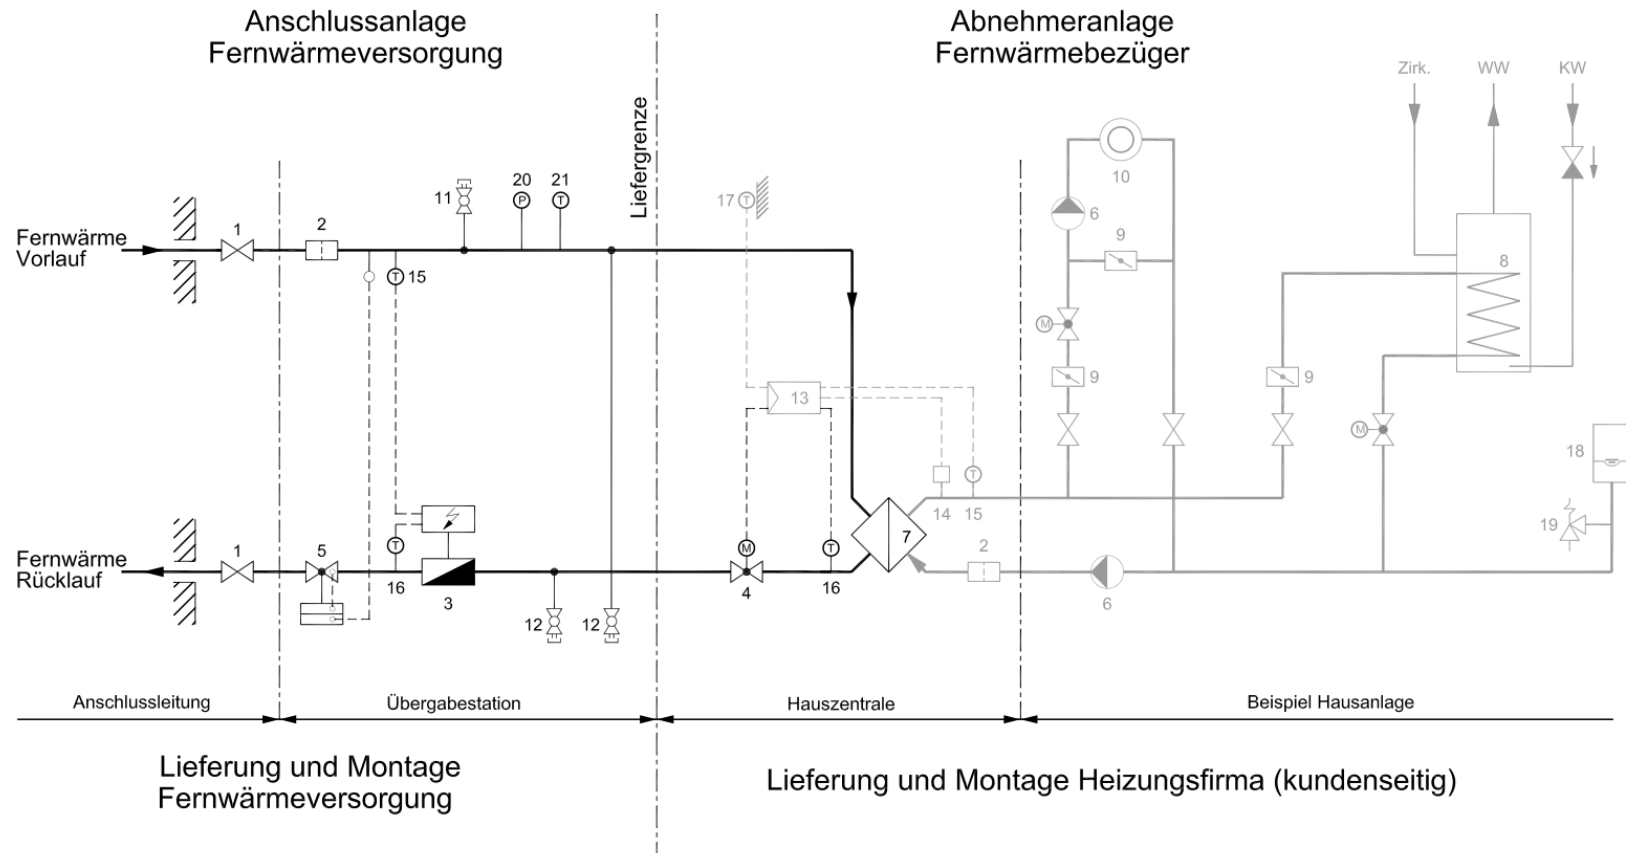 Anschlussanlage
Fernwärmeversorgung
Abnehmeranlage
Fernwärmebezüger
Liefergrenze
Zirk.
WW
KW
Fernwärme
Vorlauf
1
2
11
20
P
21
T
T
15
17
T
10
6
9
8
M
9
9
13
M
18
19
14
T
15
7
Fernwärme
Rücklauf
1
5
T
16
3
12
12
M
4
T
16
2
6
Anschlussleitung
Übergabestation
Hauszentrale
Beispiel Hausanlage
Lieferung und Montage
Fernwärmeversorgung
Lieferung und Montage Heizungsfirma (kundenseitig)